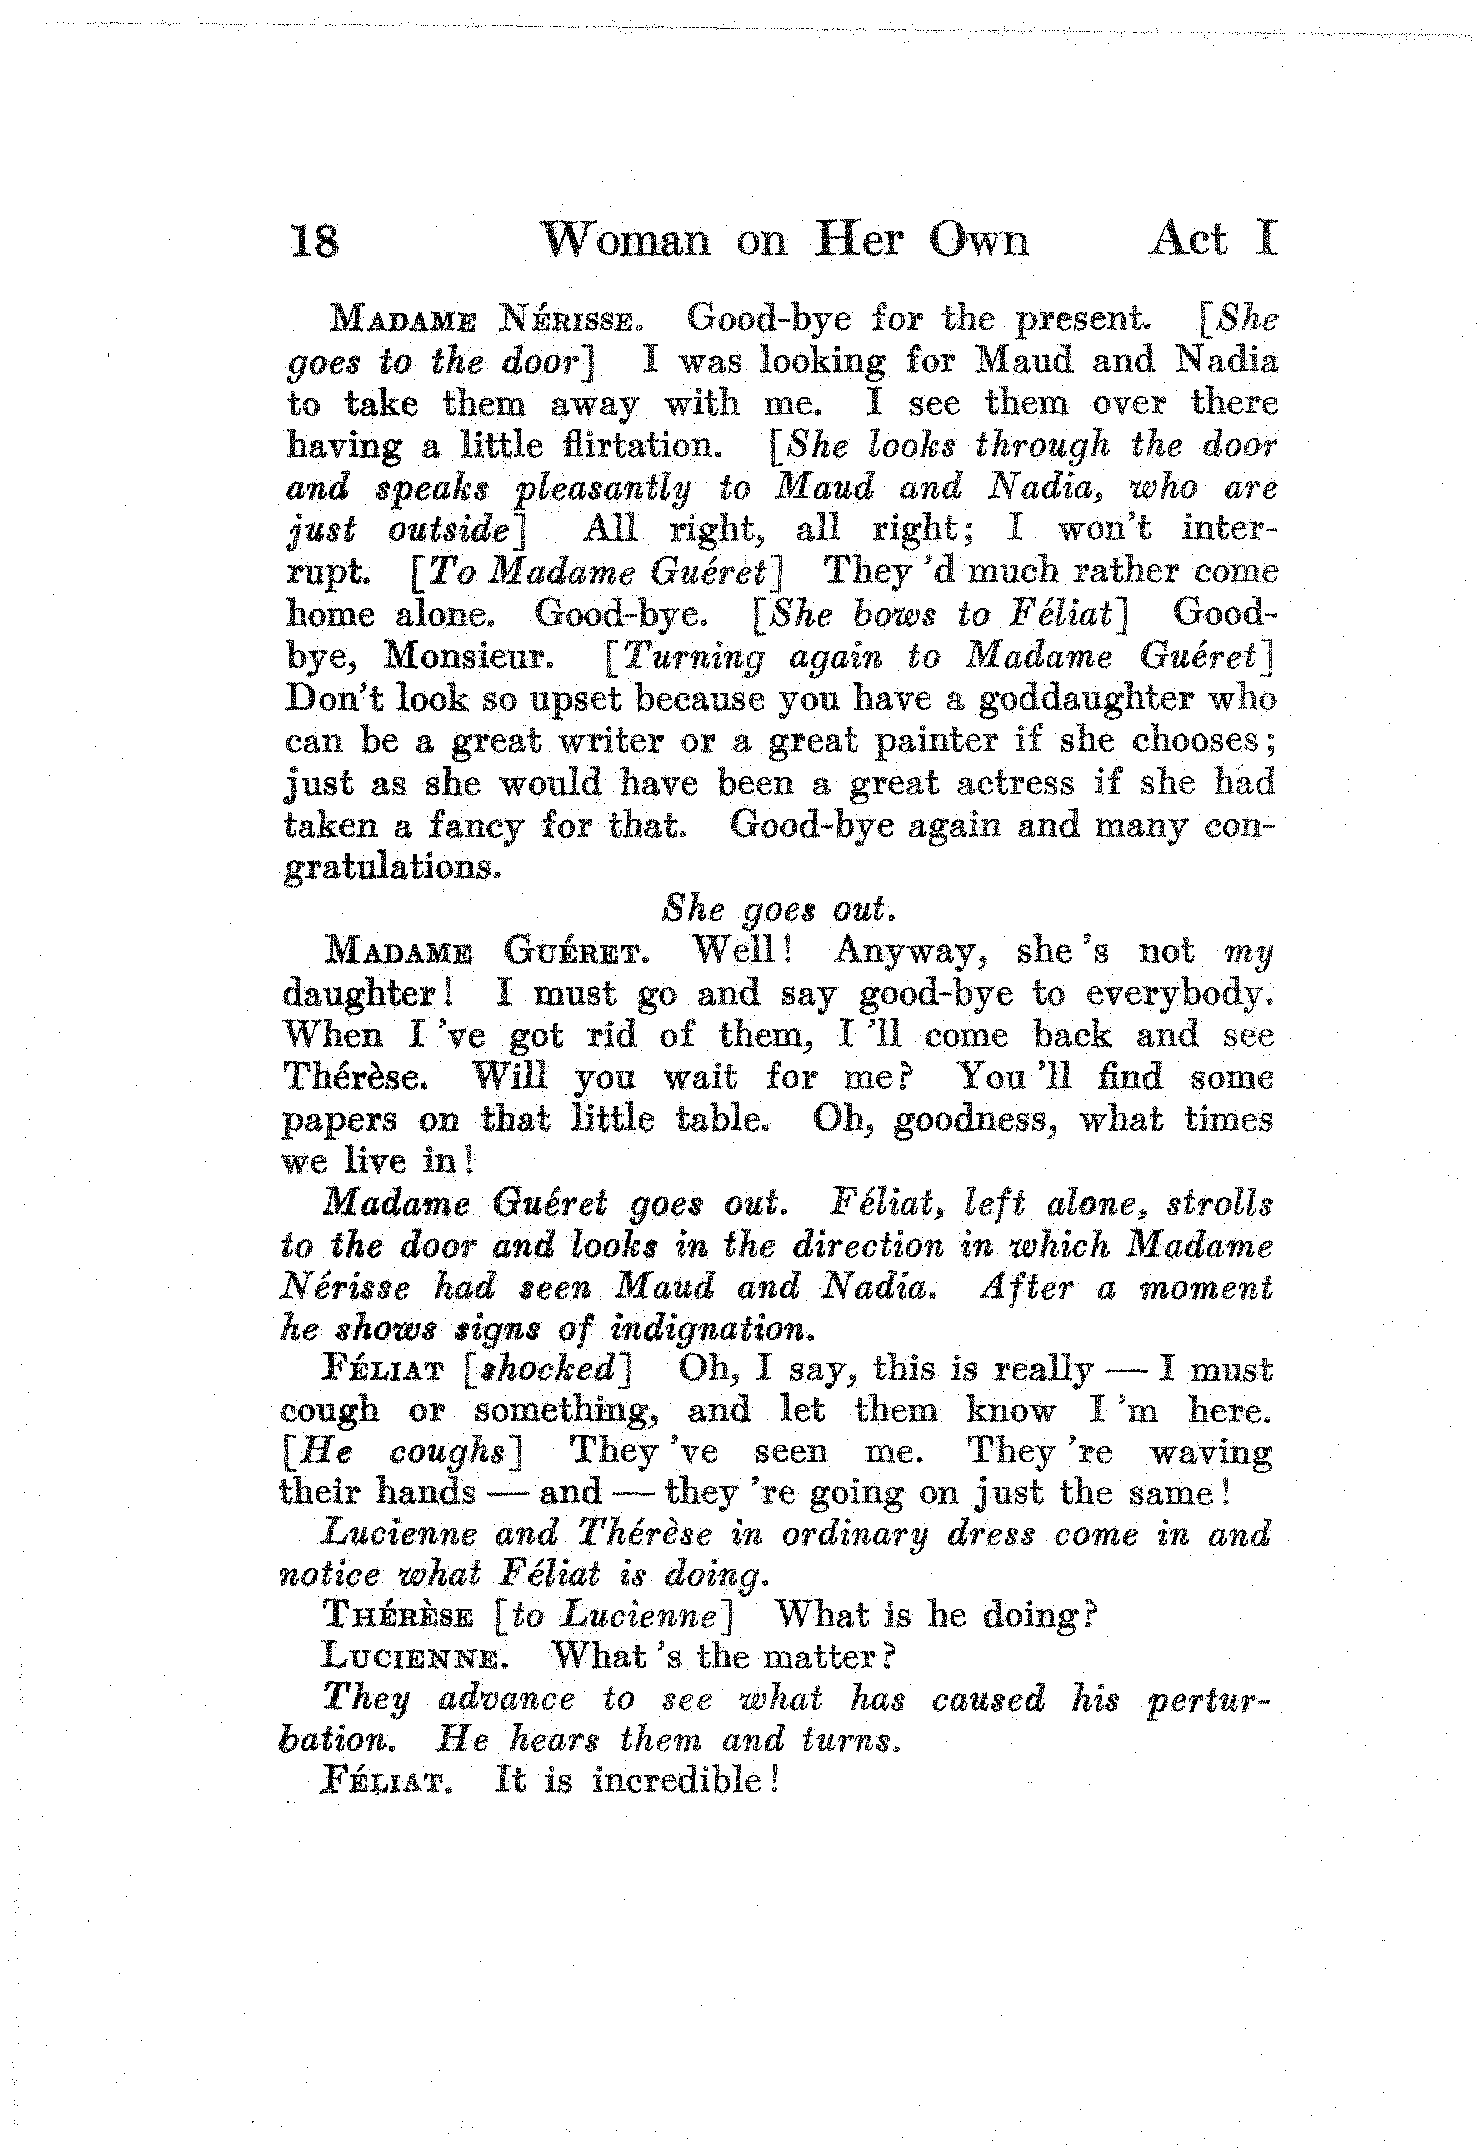 18 Woman on Her Own Act I
MADAME NÉRISSE. Good-bye for the present. [She
goes to the door] I was looking for Maud and Nadia
to take them away with me. I see them over there
having a little flirtation. [She looks through the door
and speaks pleasantly to Maud and Nadia, who are
just outside] All right, all right; I won't inter-
rupt. [To Madame Guéret] They 'd much rather come
home alone. Good-bye. [She bows to Féliat] Good-
bye, Monsieur. [Turning again to Madame Guéret]
Don't look so upset because you have a goddaughter who
can be a great writer or a great painter if she chooses;
just as she would have been a great actress if she had
taken a fancy for that. Good-bye again and many con-
gratulations.
She goes out.
MADAME GUÉRET. Well! Anyway, she 's not my
daughter! I must go and say good-bye to everybody.
When I 've got rid of them, I 'll come back and see
Thérèse. Will you wait for me? You 'll find some
papers on that little table. Oh, goodness, what times
we live in!
Madame Guéret goes out. Féliat, left alone, strolls
to the door and looks in the direction in which Madame
Nérisse had seen Maud and Nadia. After a moment
he shows signs of indignation.
FÉLIAT [shocked] Oh, I say, this is really — I must
cough or something, and let them know I 'm here.
[He coughs] They 've seen me. They 're waving
their hands — and — they 're going on just the same!
Lucienne and Thérèse in ordinary dress come in and
notice what Féliat is doing.
THÉRÈSE [to Lucienne] What is he doing?
LUCIENNE. What 's the matter?
They advance to see what has caused his pertur-
bation. He hears them and turns.
FÉLIAT. It is incredible!